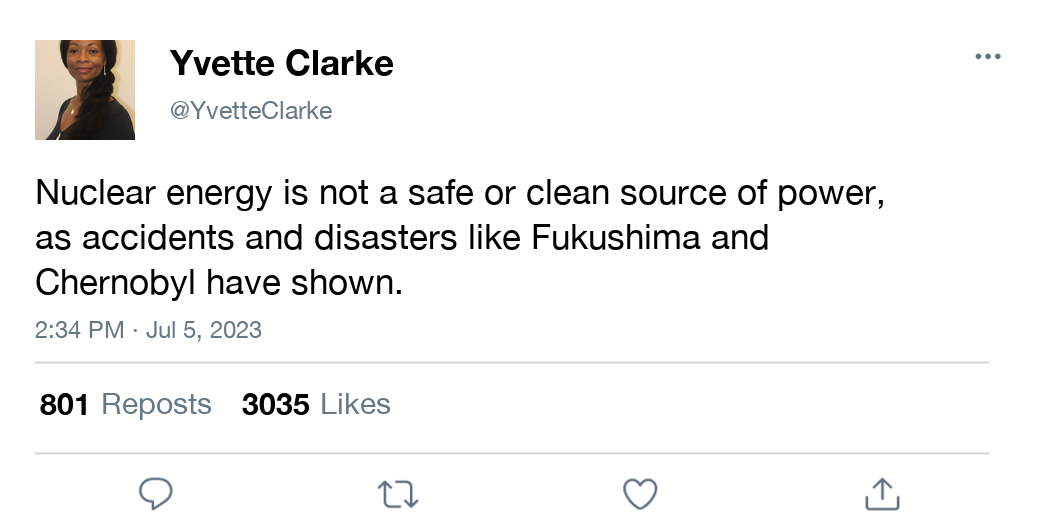 Yvette Clarke
@YvetteClarke
Nuclear energy is not a safe or clean source of power,
as accidents and disasters like Fukushima and
Chernobyl have shown.
2:34 PM · Jul 5, 2023
801 Reposts 3035 Likes